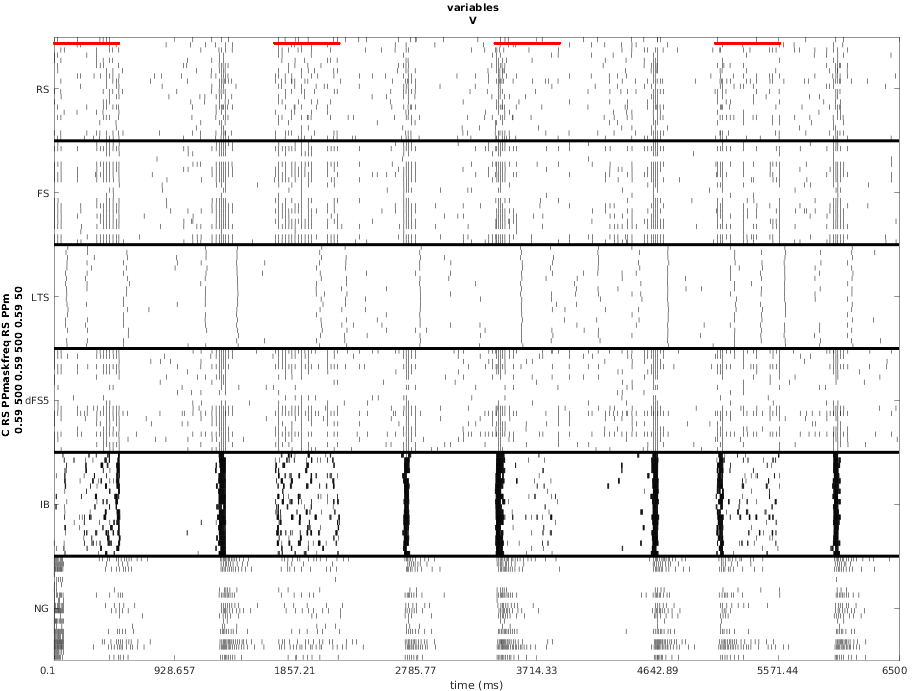 variables
V
C RS PPmaskfreq RS PPm
0.59 500 0.59 500 0.59 50
RS
FS
LTS
dFS5
IB
NG
0.1 928.657 1857.21 2785.77 3714.33 4642.89 5571.44 6500
time (ms)